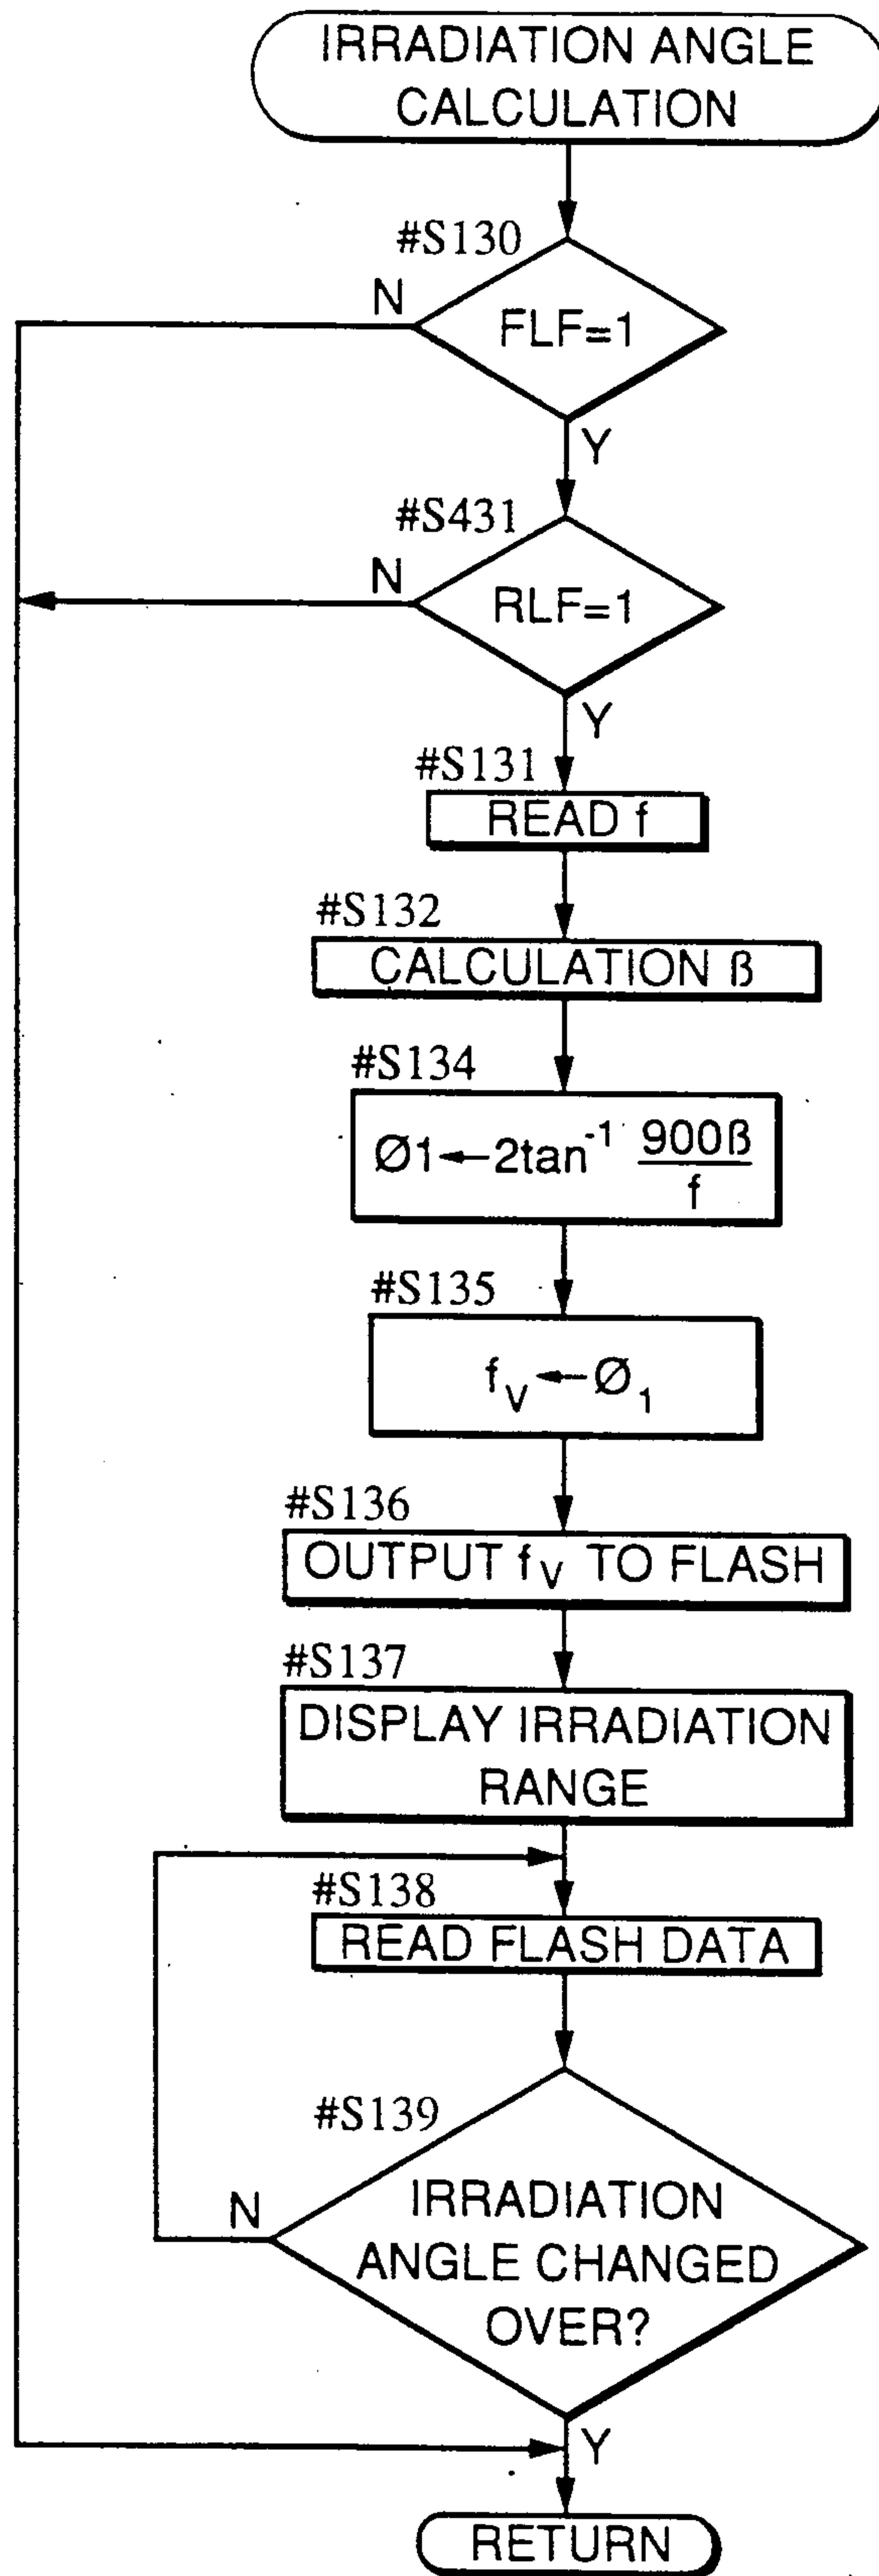 IRRADIATION ANGLE
CALCULATION
#S130
N
FLF=1
Y
#S431
N
RLF=1
Y
#S131
READ f
#S132
CALCULATION ß
#S134
Ø1←2tan⁻¹ 900ß/f
#S135
f_V←Ø₁
#S136
OUTPUT f_V TO FLASH
#S137
DISPLAY IRRADIATION
RANGE
#S138
READ FLASH DATA
#S139
N
IRRADIATION
ANGLE CHANGED
OVER?
Y
RETURN